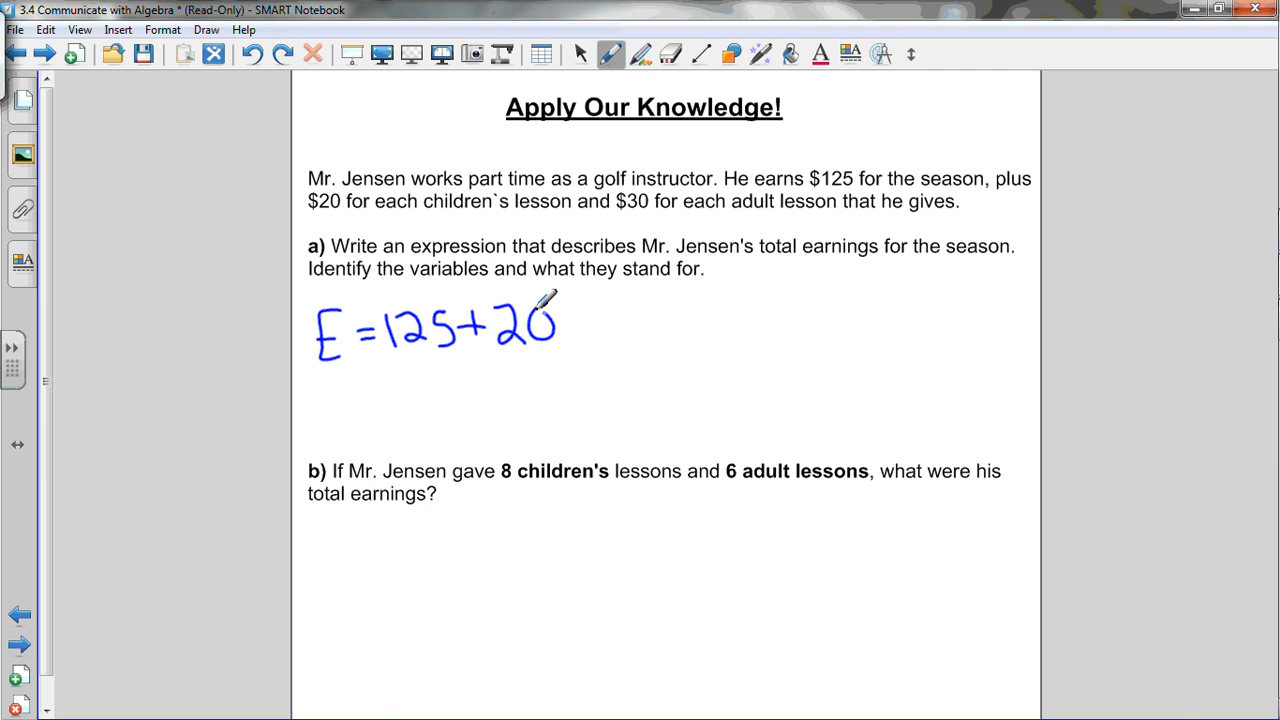 3.4 Communicate with Algebra * (Read-Only) - SMART Notebook
File Edit View Insert Format Draw Help
Apply Our Knowledge!
Mr. Jensen works part time as a golf instructor. He earns $125 for the season, plus
$20 for each children`s lesson and $30 for each adult lesson that he gives.
a) Write an expression that describes Mr. Jensen's total earnings for the season.
Identify the variables and what they stand for.
E = 125 + 20
b) If Mr. Jensen gave 8 children's lessons and 6 adult lessons, what were his
total earnings?